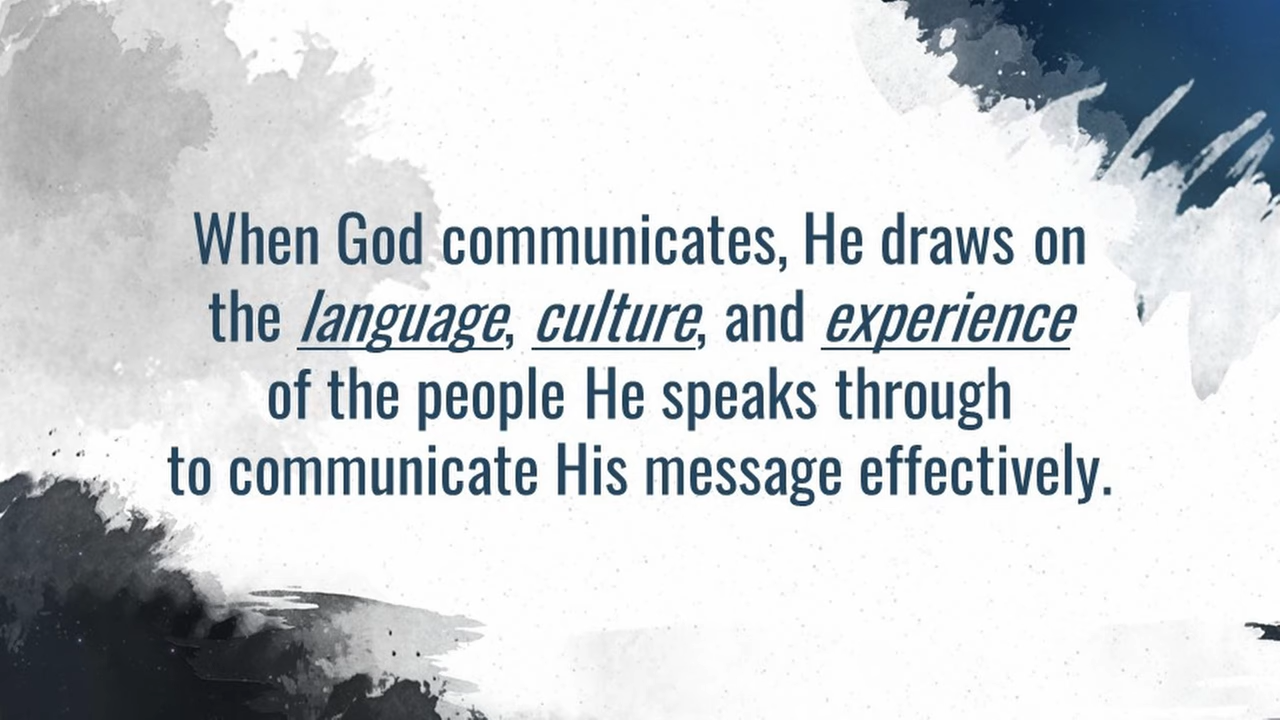 When God communicates, He draws on
the language, culture, and experience
of the people He speaks through
to communicate His message effectively.